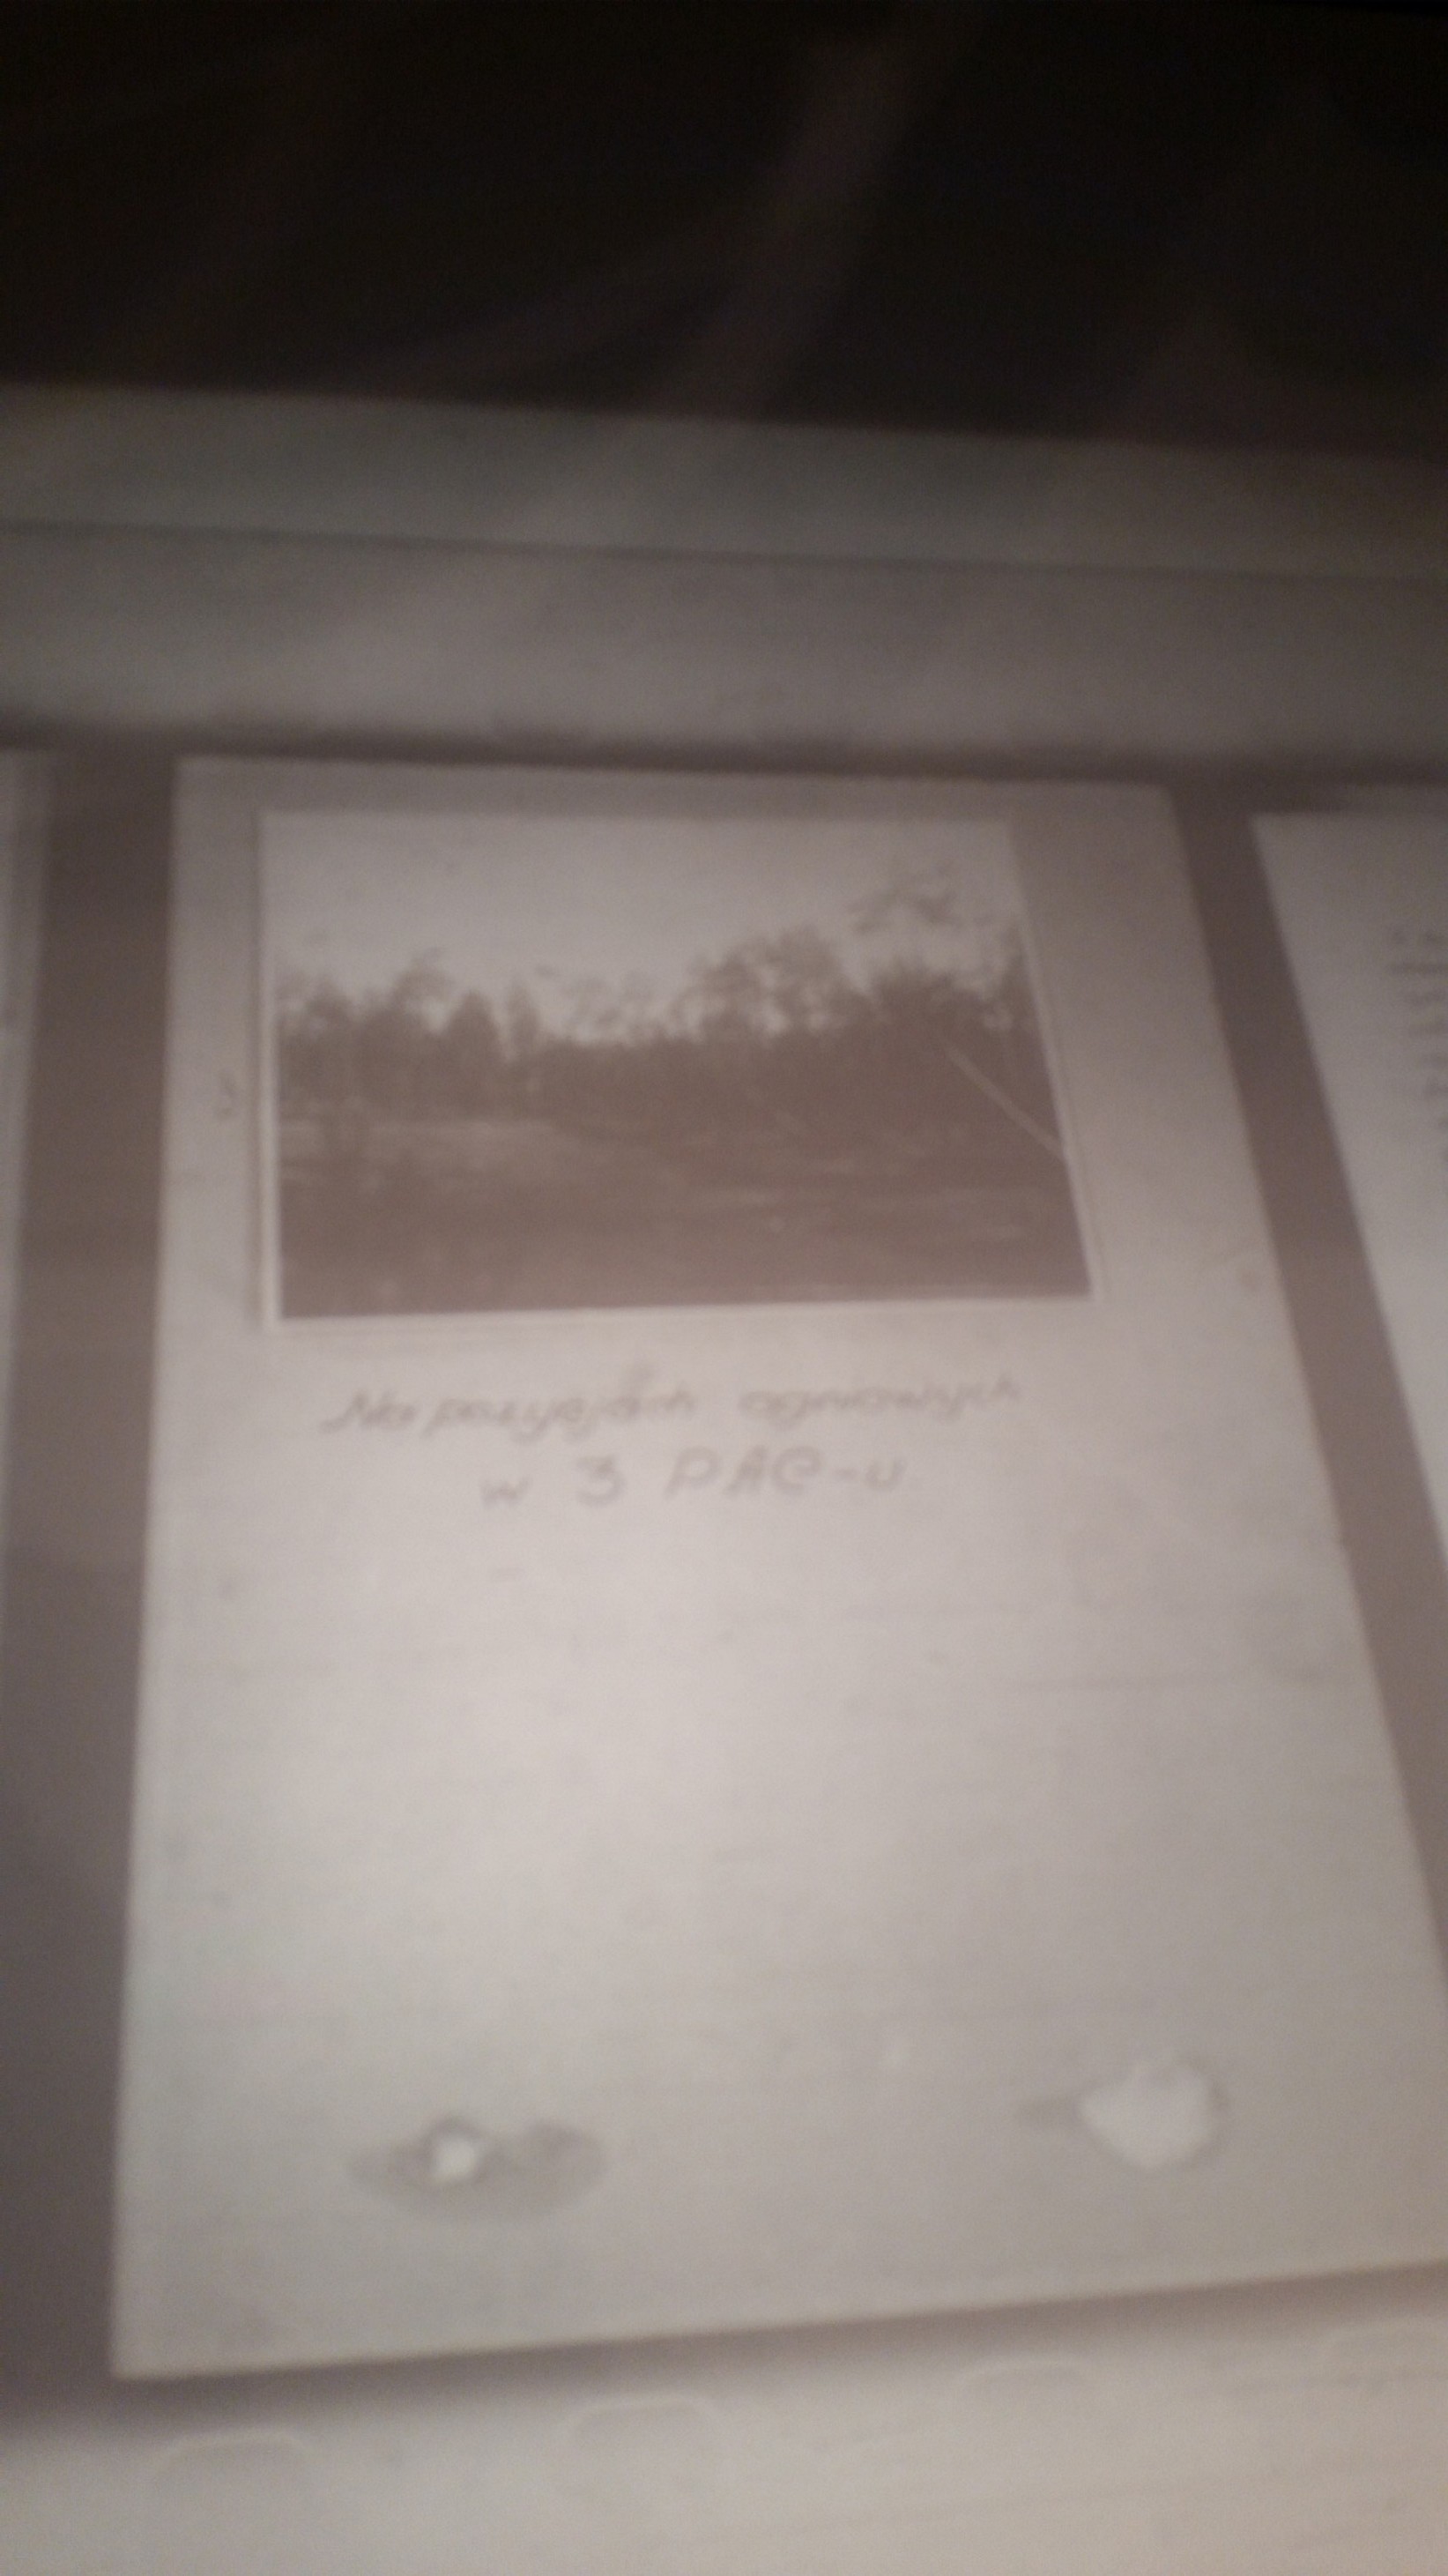 Na pozycjach ogniowych
w 3 PAC-u